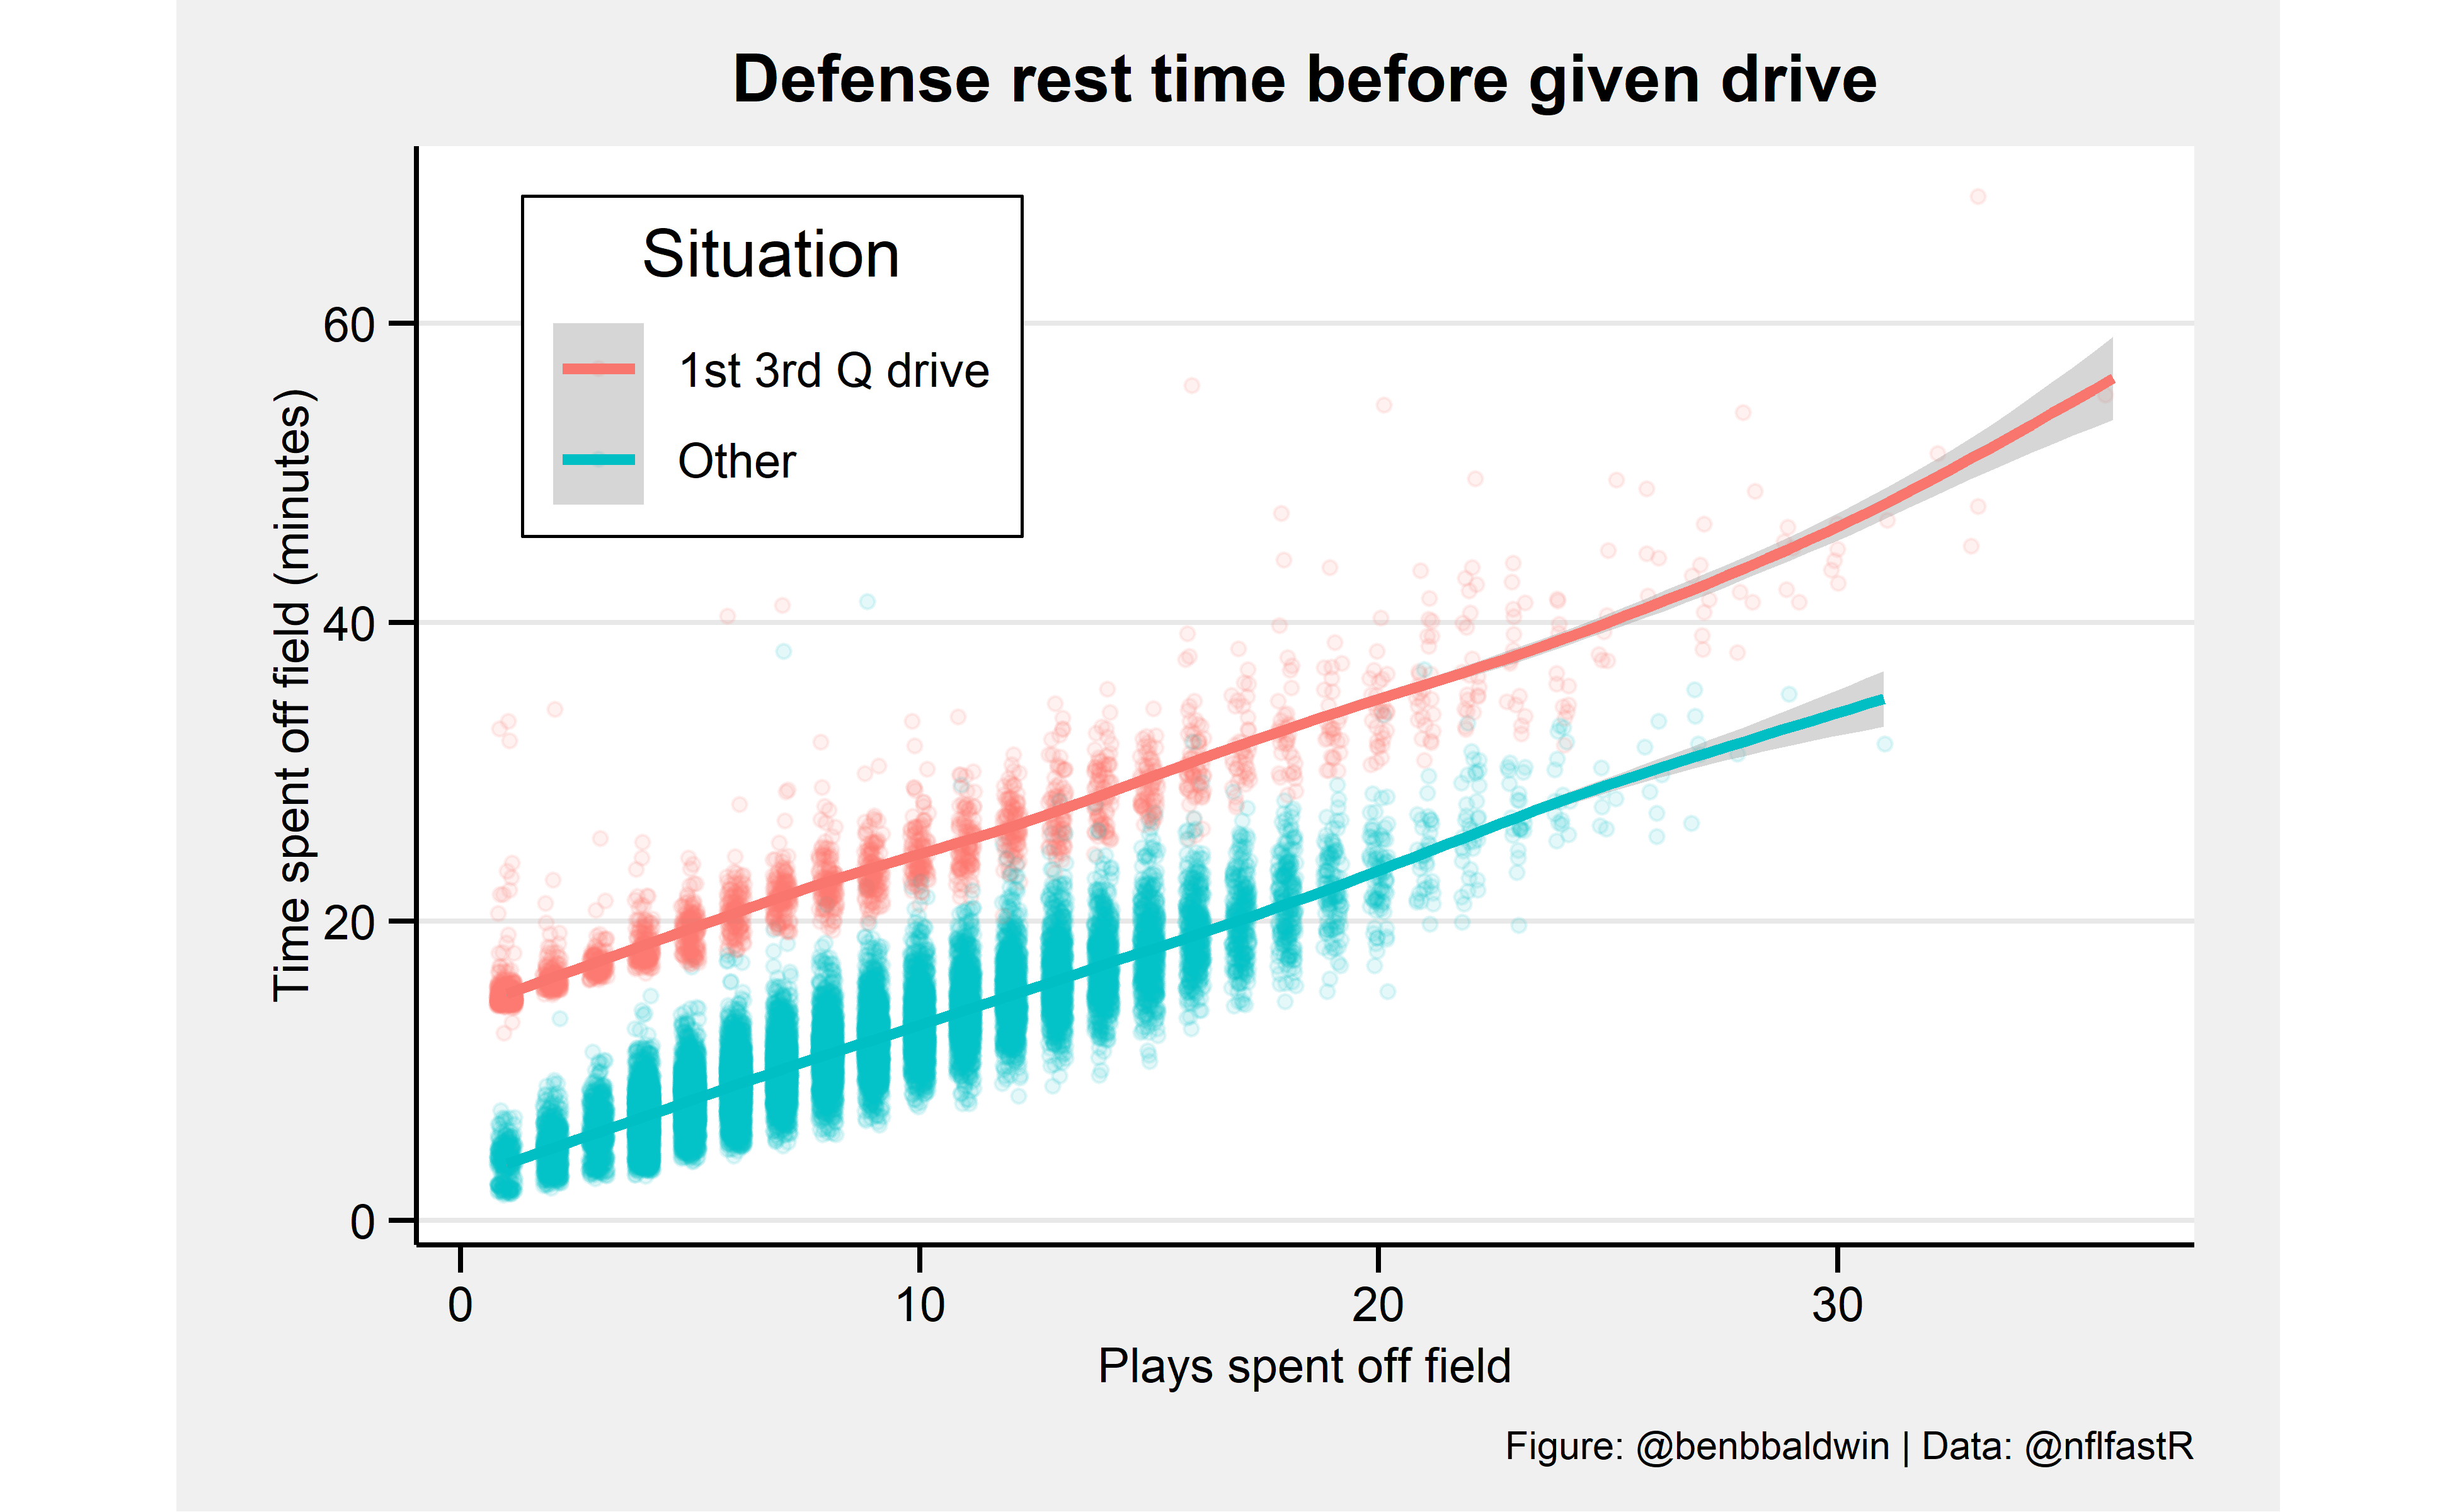 Defense rest time before given drive
Situation
1st 3rd Q drive
Other
Time spent off field (minutes)
60
40
20
0
0 10 20 30
Plays spent off field
Figure: @benbbaldwin | Data: @nflfastR